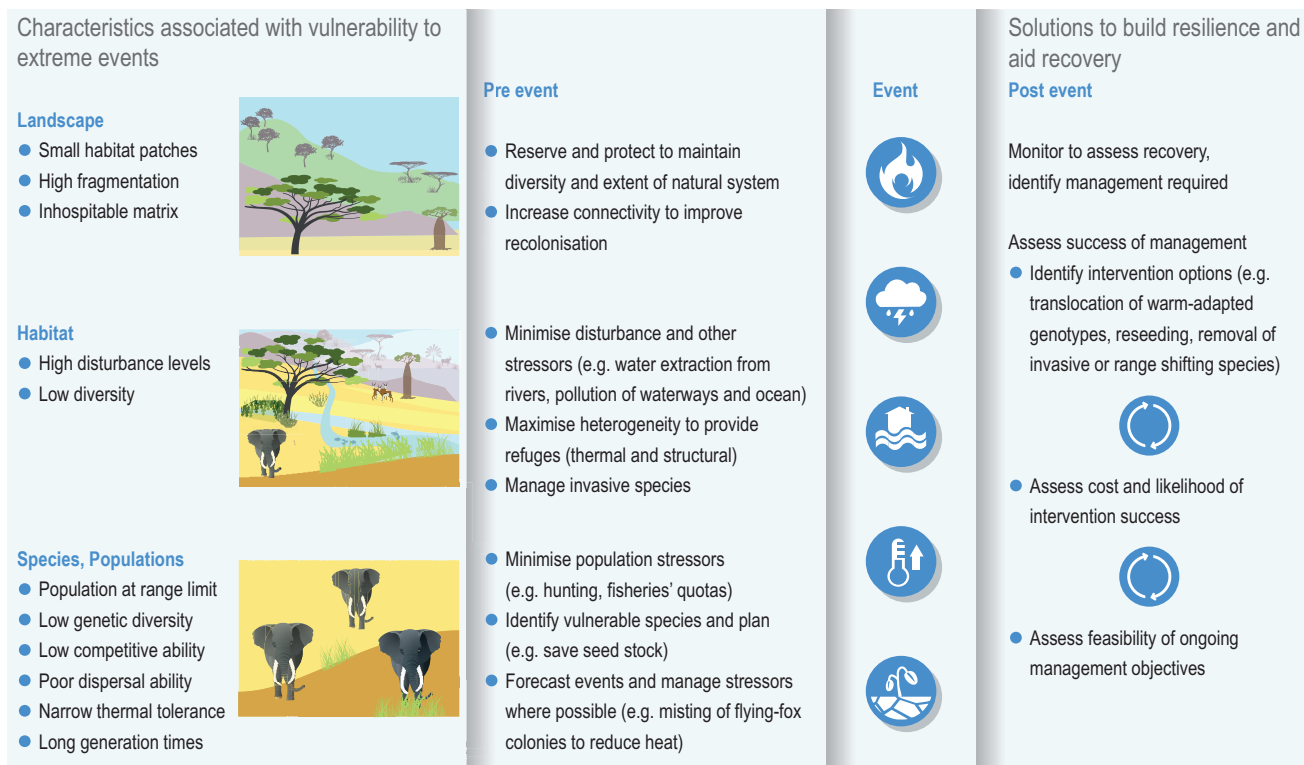 Characteristics associated with vulnerability to
extreme events
Landscape
Small habitat patches
High fragmentation
Inhospitable matrix
Habitat
High disturbance levels
Low diversity
Species, Populations
Population at range limit
Low genetic diversity
Low competitive ability
Poor dispersal ability
Narrow thermal tolerance
Long generation times
Pre event
Reserve and protect to maintain
diversity and extent of natural system
Increase connectivity to improve
recolonisation
Minimise disturbance and other
stressors (e.g. water extraction from
rivers, pollution of waterways and ocean)
Maximise heterogeneity to provide
refuges (thermal and structural)
Manage invasive species
Minimise population stressors
(e.g. hunting, fisheries’ quotas)
Identify vulnerable species and plan
(e.g. save seed stock)
Forecast events and manage stressors
where possible (e.g. misting of flying-fox
colonies to reduce heat)
Event
Solutions to build resilience and
aid recovery
Post event
Monitor to assess recovery,
identify management required
Assess success of management
Identify intervention options (e.g.
translocation of warm-adapted
genotypes, reseeding, removal of
invasive or range shifting species)
Assess cost and likelihood of
intervention success
Assess feasibility of ongoing
management objectives